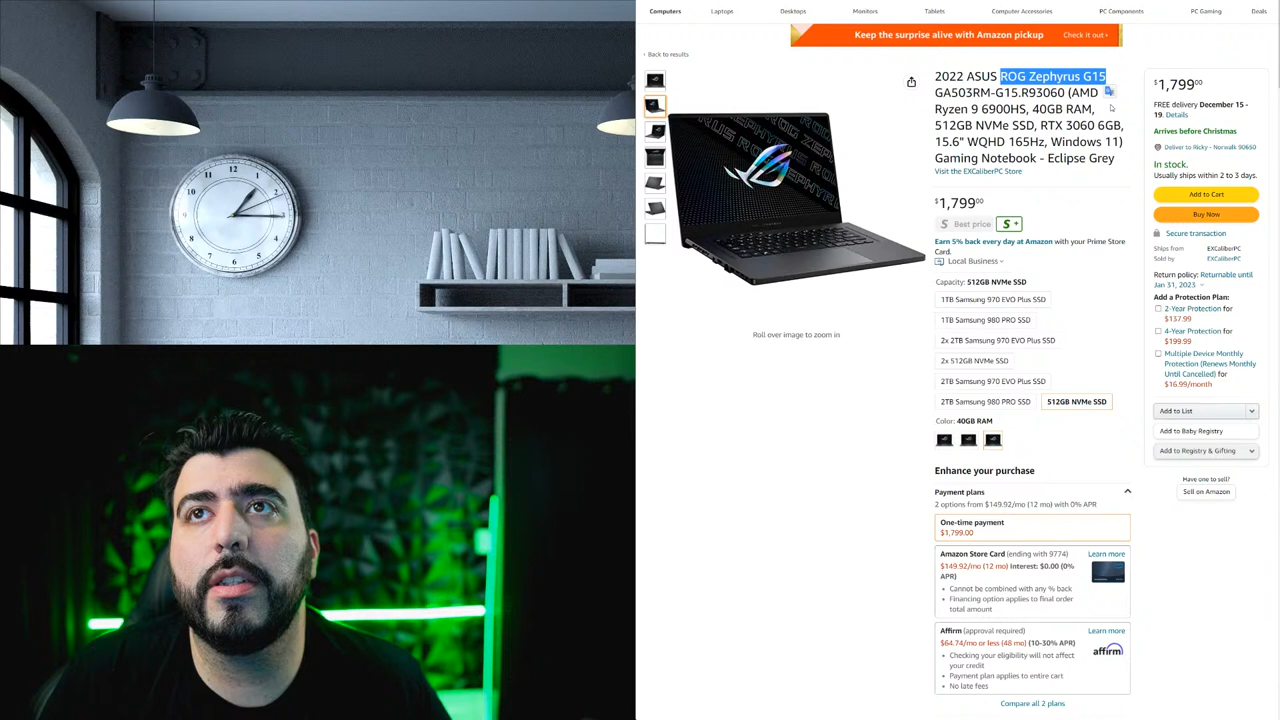 Computers
Laptops
Desktops
Monitors
Tablets
Computer Accessories
PC Components
PC Gaming
Deals
Keep the surprise alive with Amazon pickup
Check it out ›
‹ Back to results
2022 ASUS ROG Zephyrus G15
GA503RM-G15.R93060 (AMD
Ryzen 9 6900HS, 40GB RAM,
512GB NVMe SSD, RTX 3060 6GB,
15.6" WQHD 165Hz, Windows 11)
Gaming Notebook - Eclipse Grey
Visit the EXCaliberPC Store
$1,799.00
S Best price
S +
Earn 5% back every day at Amazon with your Prime Store
Card.
Local Business
Capacity: 512GB NVMe SSD
1TB Samsung 970 EVO Plus SSD
1TB Samsung 980 PRO SSD
2x 2TB Samsung 970 EVO Plus SSD
2x 512GB NVMe SSD
2TB Samsung 970 EVO Plus SSD
2TB Samsung 980 PRO SSD
512GB NVMe SSD
Color: 40GB RAM
Enhance your purchase
Payment plans
2 options from $149.92/mo (12 mo) with 0% APR
One-time payment
$1,799.00
Amazon Store Card (ending with 9774)
Learn more
$149.92/mo (12 mo) Interest: $0.00 (0%
APR)
• Cannot be combined with any % back
• Financing option applies to final order
total amount
Affirm (approval required)
Learn more
$64.74/mo or less (48 mo) (10-30% APR)
affirm
• Checking your eligibility will not affect
your credit
• Payment plan applies to entire cart
• No late fees
Compare all 2 plans
Roll over image to zoom in
$1,799.00
FREE delivery December 15 -
19. Details
Arrives before Christmas
Deliver to Ricky - Norwalk 90650
In stock.
Usually ships within 2 to 3 days.
Add to Cart
Buy Now
Secure transaction
Ships from EXCaliberPC
Sold by EXCaliberPC
Return policy: Returnable until
Jan 31, 2023
Add a Protection Plan:
2-Year Protection for
$137.99
4-Year Protection for
$199.99
Multiple Device Monthly
Protection (Renews Monthly
Until Cancelled) for
$16.99/month
Add to List
Add to Baby Registry
Add to Registry & Gifting
Have one to sell?
Sell on Amazon
12
1
2
3
4
5
6
7
8
9
10
11